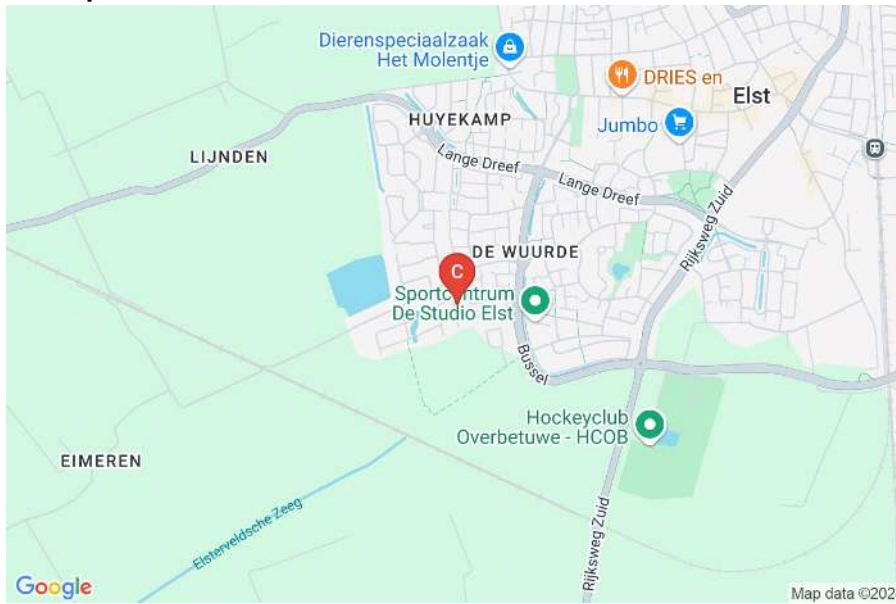 Dierenspeciaalzaak
Het Molentje
DRIES en
Elst
HUYEKAMP
Jumbo
LIJNDEN
Lange Dreef
Lange Dreef
Rijksweg Zuid
DE WUURDE
C
Sportcentrum
De Studio Elst
Bussel
Hockeyclub
Overbetuwe - HCOB
EIMEREN
Elsterveldsche Zeeg
Rijksweg Zuid
Google
Map data ©202